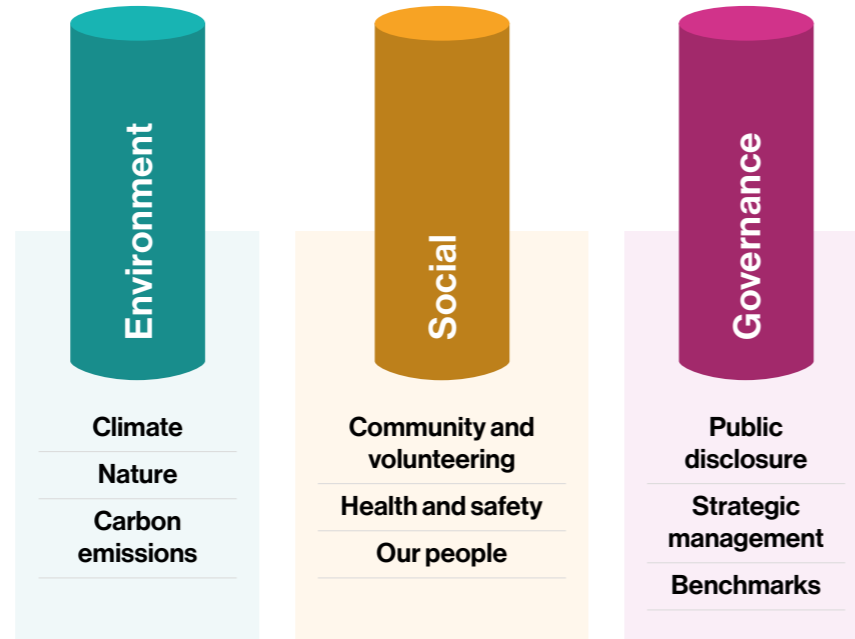 Environment
Climate
Nature
Carbon
emissions
Social
Community and
volunteering
Health and safety
Our people
Governance
Public
disclosure
Strategic
management
Benchmarks